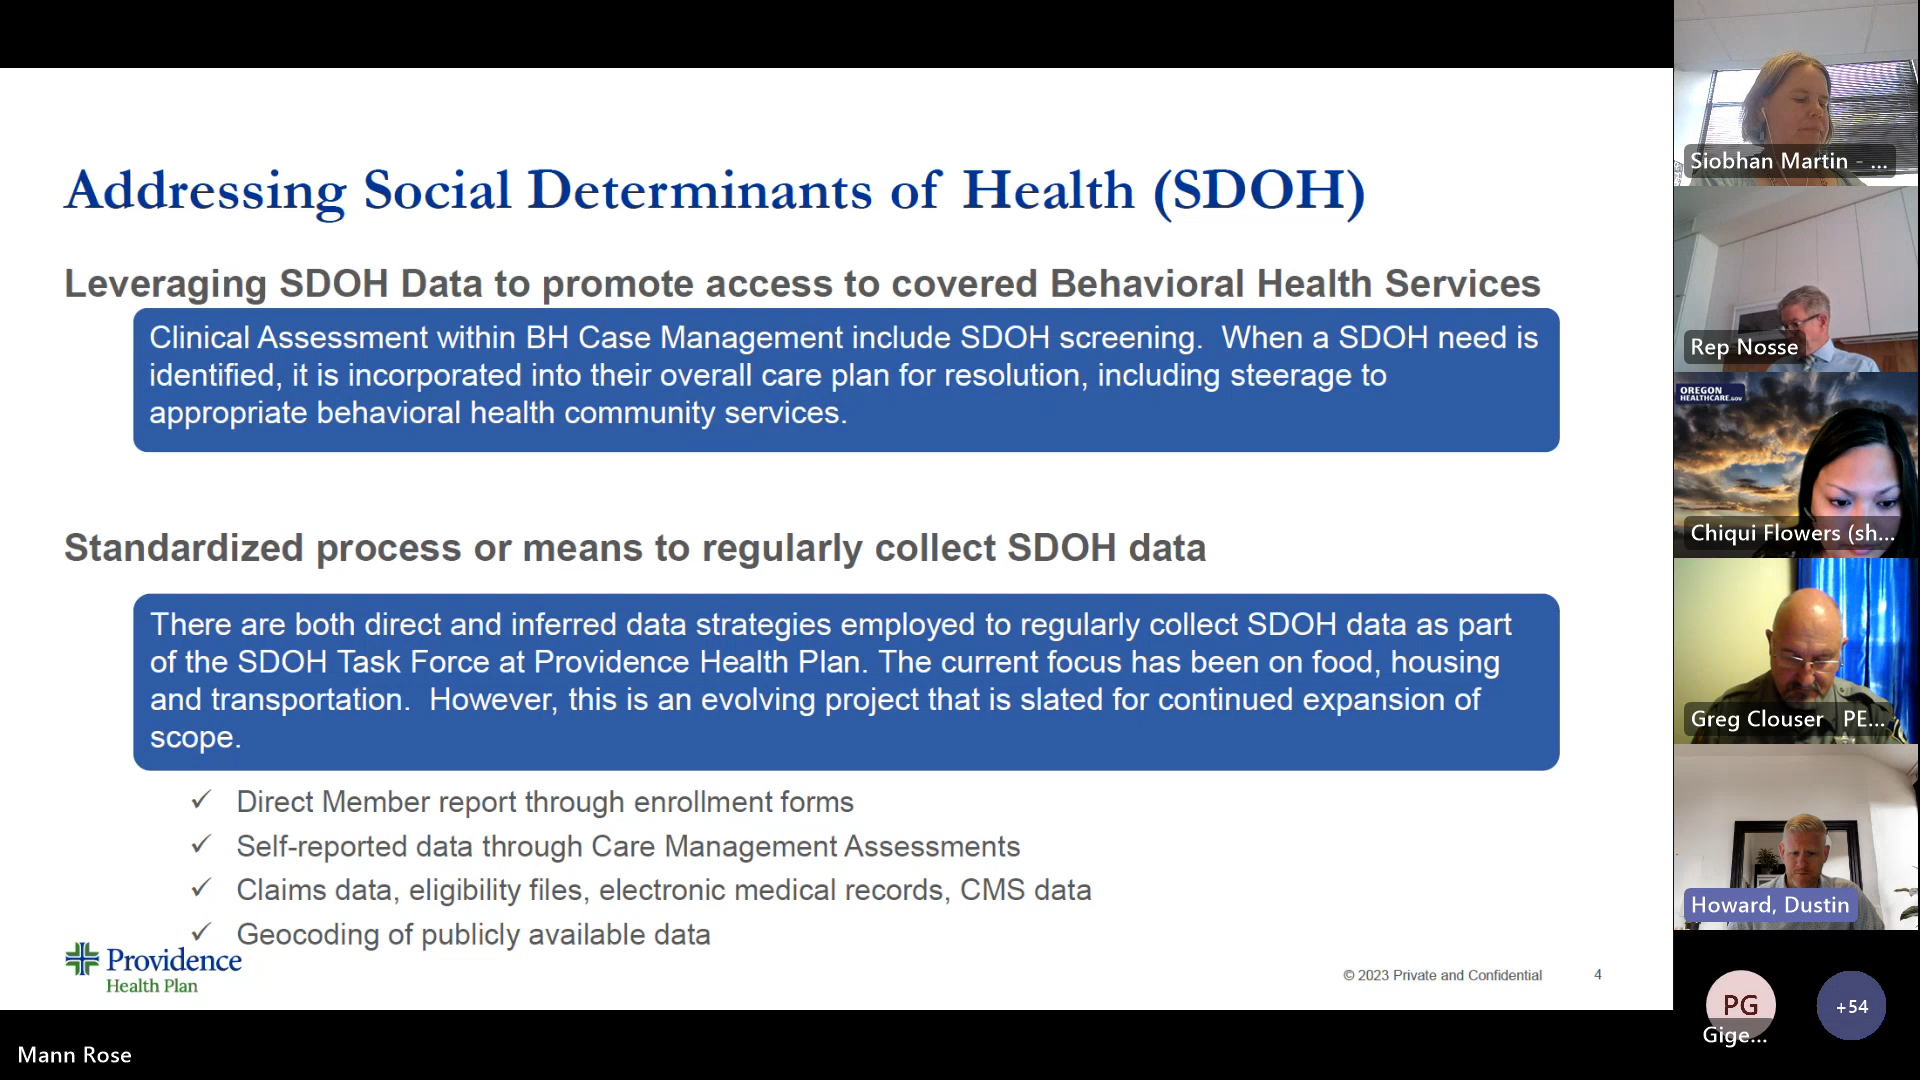 Addressing Social Determinants of Health (SDOH)
Leveraging SDOH Data to promote access to covered Behavioral Health Services
Clinical Assessment within BH Case Management include SDOH screening.  When a SDOH need is
identified, it is incorporated into their overall care plan for resolution, including steerage to
appropriate behavioral health community services.
Standardized process or means to regularly collect SDOH data
There are both direct and inferred data strategies employed to regularly collect SDOH data as part
of the SDOH Task Force at Providence Health Plan. The current focus has been on food, housing
and transportation.  However, this is an evolving project that is slated for continued expansion of
scope.
✓ Direct Member report through enrollment forms
✓ Self-reported data through Care Management Assessments
✓ Claims data, eligibility files, electronic medical records, CMS data
✓ Geocoding of publicly available data
Providence
Health Plan
© 2023 Private and Confidential
4
Mann Rose
Siobhan Martin - ...
Rep Nosse
OREGON
HEALTHCARE.gov
Chiqui Flowers (sh...
Greg Clouser PE...
Howard, Dustin
PG
Gige...
+54